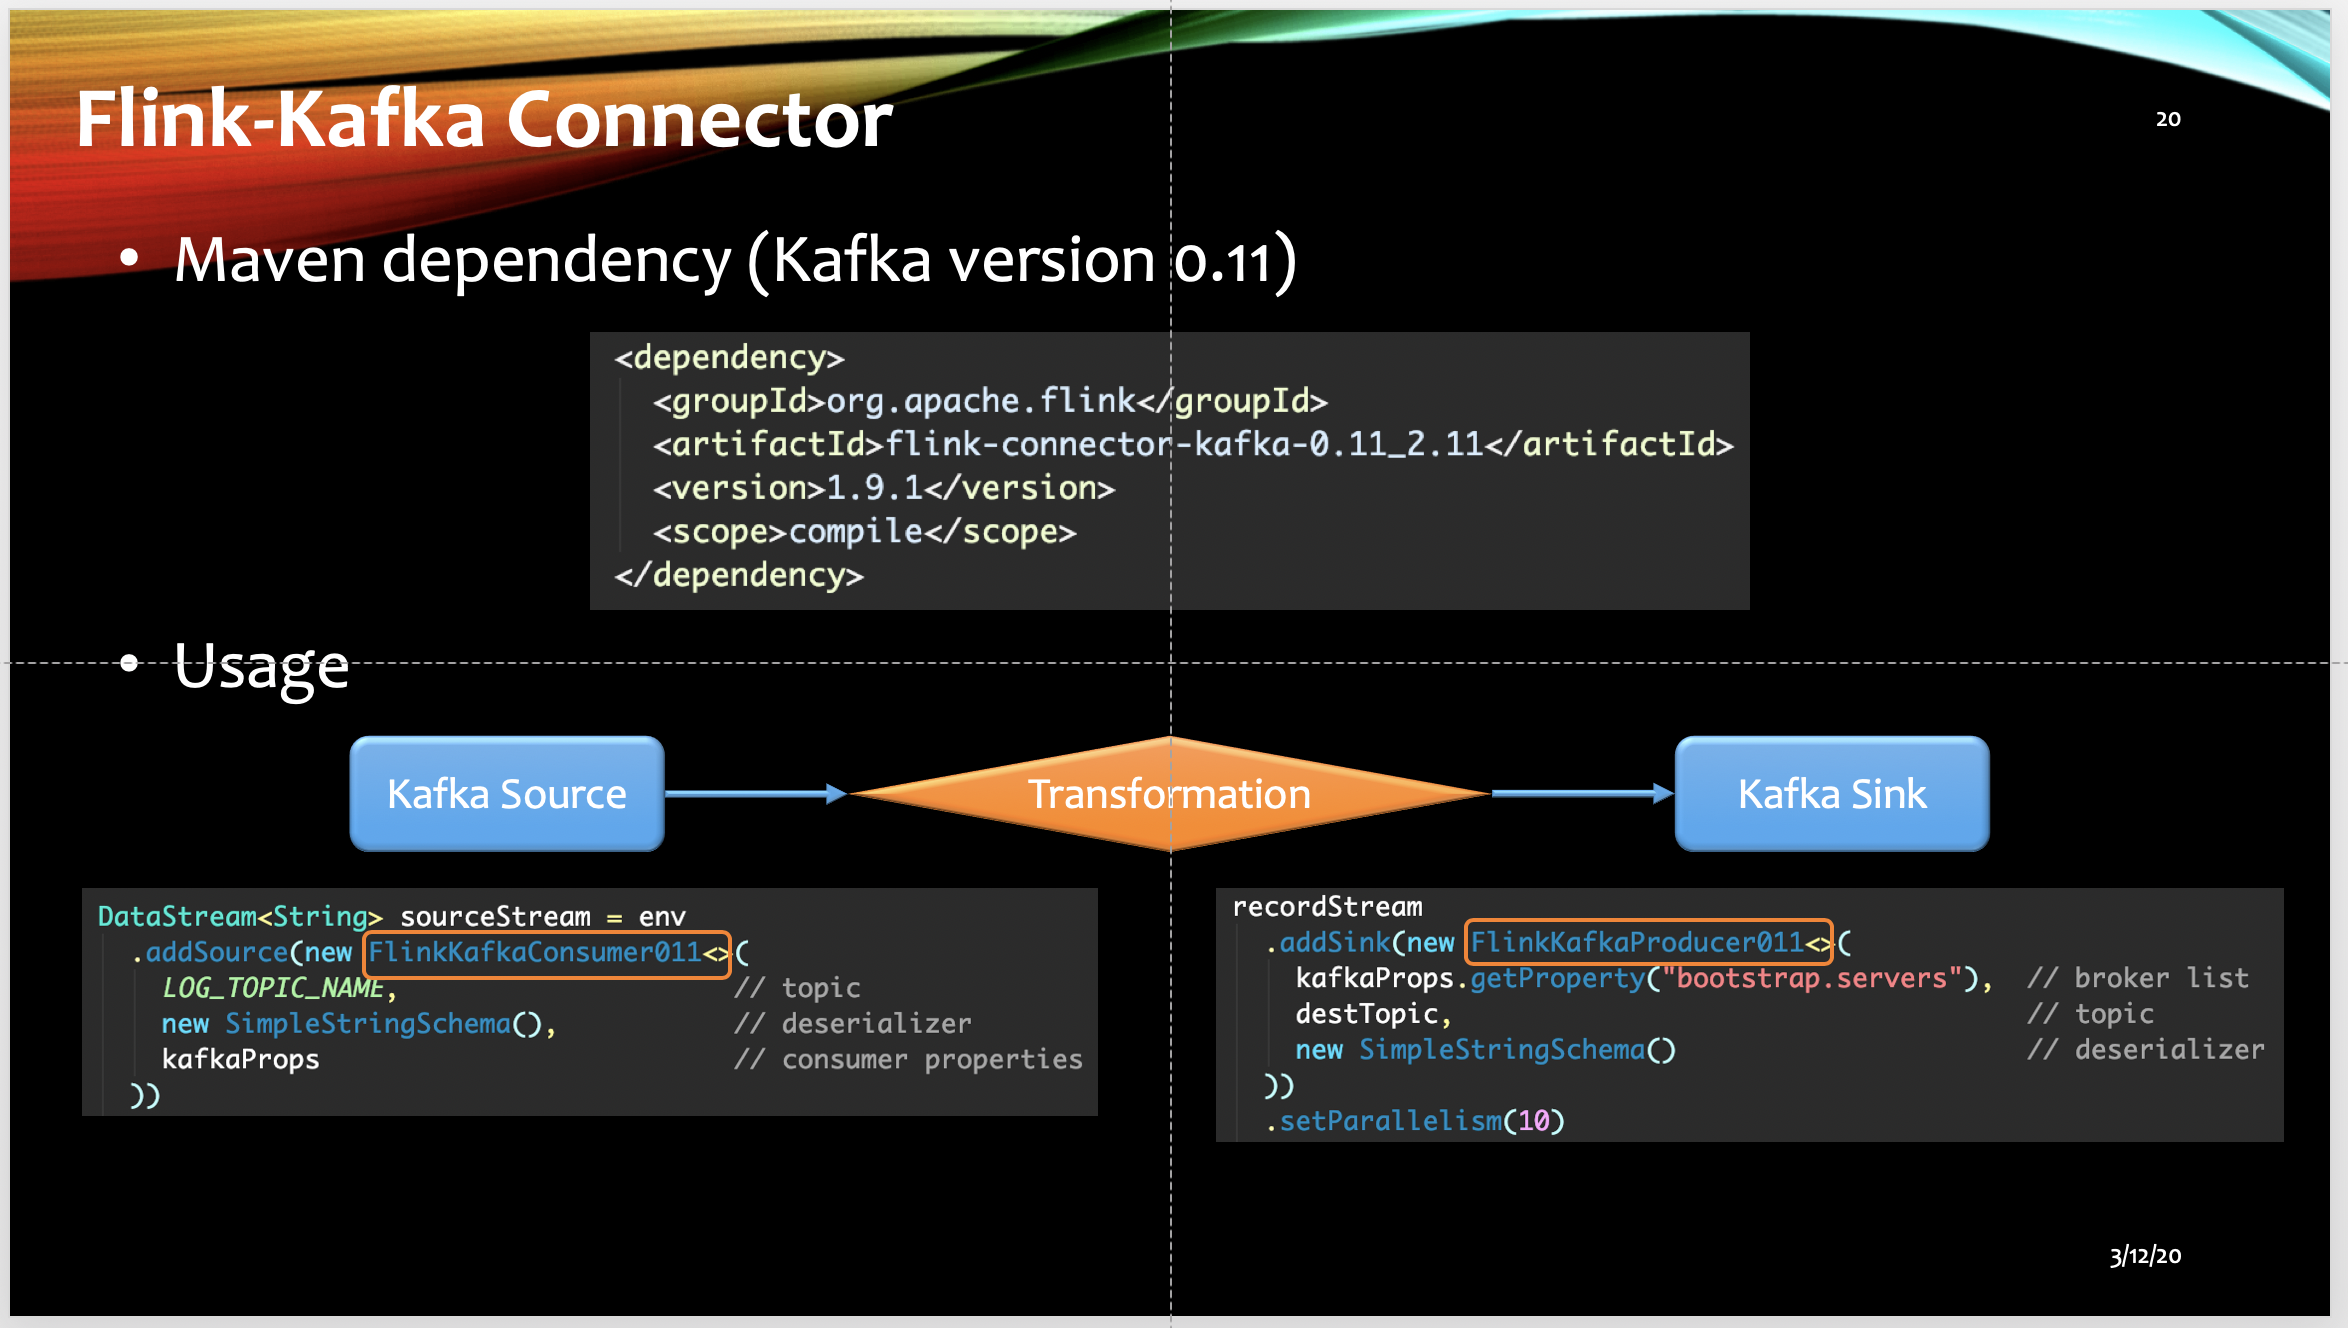 Flink-Kafka Connector
20
• Maven dependency (Kafka version 0.11)
<dependency>
<groupId>org.apache.flink</groupId>
<artifactId>flink-connector-kafka-0.11_2.11</artifactId>
<version>1.9.1</version>
<scope>compile</scope>
</dependency>
• Usage
Kafka Source
Transformation
Kafka Sink
DataStream<String> sourceStream = env
.addSource(new FlinkKafkaConsumer011<>(
LOG_TOPIC_NAME, // topic
new SimpleStringSchema(), // deserializer
kafkaProps // consumer properties
))
recordStream
.addSink(new FlinkKafkaProducer011<>(
kafkaProps.getProperty("bootstrap.servers"), // broker list
destTopic, // topic
new SimpleStringSchema() // deserializer
))
.setParallelism(10)
3/12/20